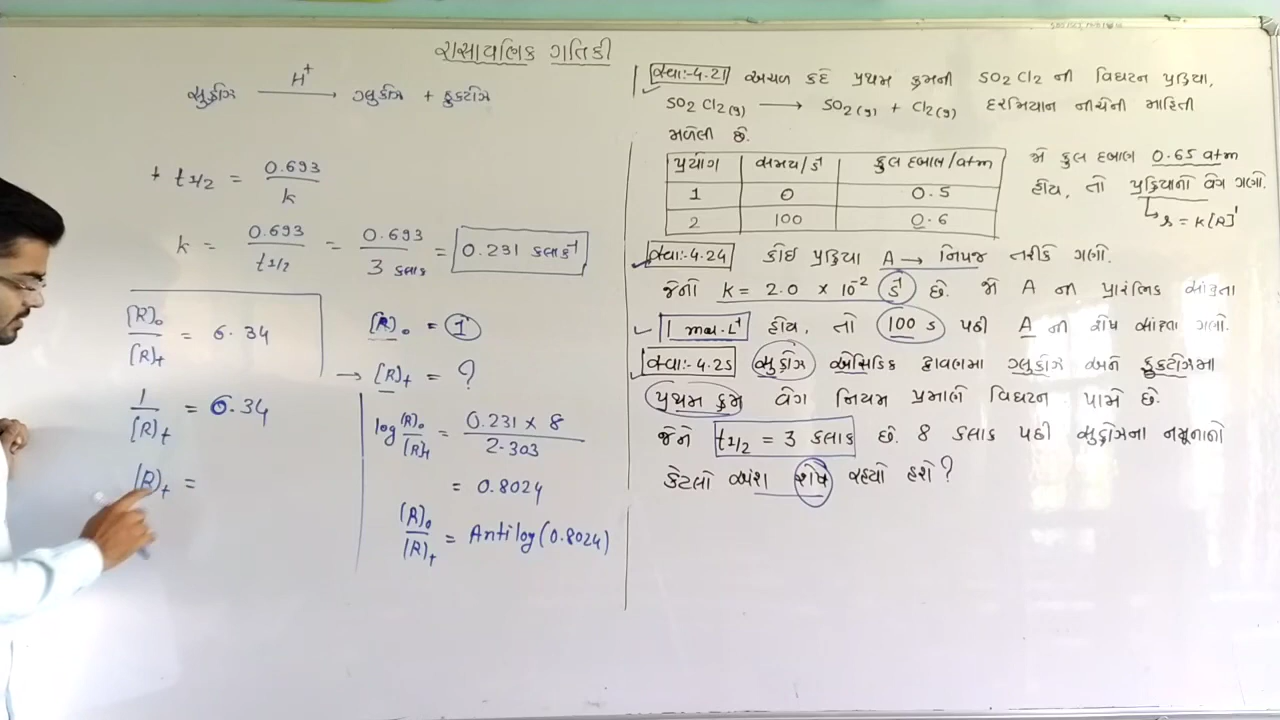 રાસાયણિક ગતિકી
સુક્રોઝ H⁺ → ગ્લુકોઝ + ફ્રુકટોઝ
+ t1/2 = 0.693 / k
k = 0.693 / t1/2 = 0.693 / 3 કલાક = 0.231 કલાક⁻¹
[R]₀ / [R]t = 6.34
1 / [R]t = 6.34
[R]t =
[R]₀ = 1
→ [R]t = ?
log [R]₀ / [R]t = 0.231 × 8 / 2.303
= 0.8024
[R]₀ / [R]t = Antilog (0.8024)
સ્વા:-4.21 અચળ કદે પ્રથમ ક્રમની SO2Cl2 ની વિઘટન પ્રક્રિયા,
SO2Cl2(g) → SO2(g) + Cl2(g) દરમિયાન નીચેની માહિતી
મળેલી છે.
પ્રયોગ સમય/s⁻¹ કુલ દબાણ/atm
1 0 0.5
2 100 0.6
જો કુલ દબાણ 0.65 atm
હોય, તો પ્રક્રિયાનો વેગ ગણો.
↳ r = K[R]¹
સ્વા:-4.24 કોઈ પ્રક્રિયા A → નિપજ તરીકે ગણો.
જેનો k = 2.0 × 10⁻² s⁻¹ છે. જો A ની પ્રારંભિક સાંદ્રતા
1 mol L⁻¹ હોય, તો 100 s પછી A ની શેષ સાંદ્રતા ગણો.
સ્વા:-4.25 સુક્રોઝ એસિડિક દ્રાવણમાં ગ્લુકોઝ અને ફ્રુકટોઝમાં
પ્રથમ ક્રમ વેગ નિયમ પ્રમાણે વિઘટન પામે છે.
જેનો t1/2 = 3 કલાક છે. 8 કલાક પછી સુક્રોઝના નમૂનાનો
કેટલો અંશ શેષ રહ્યો હશે?